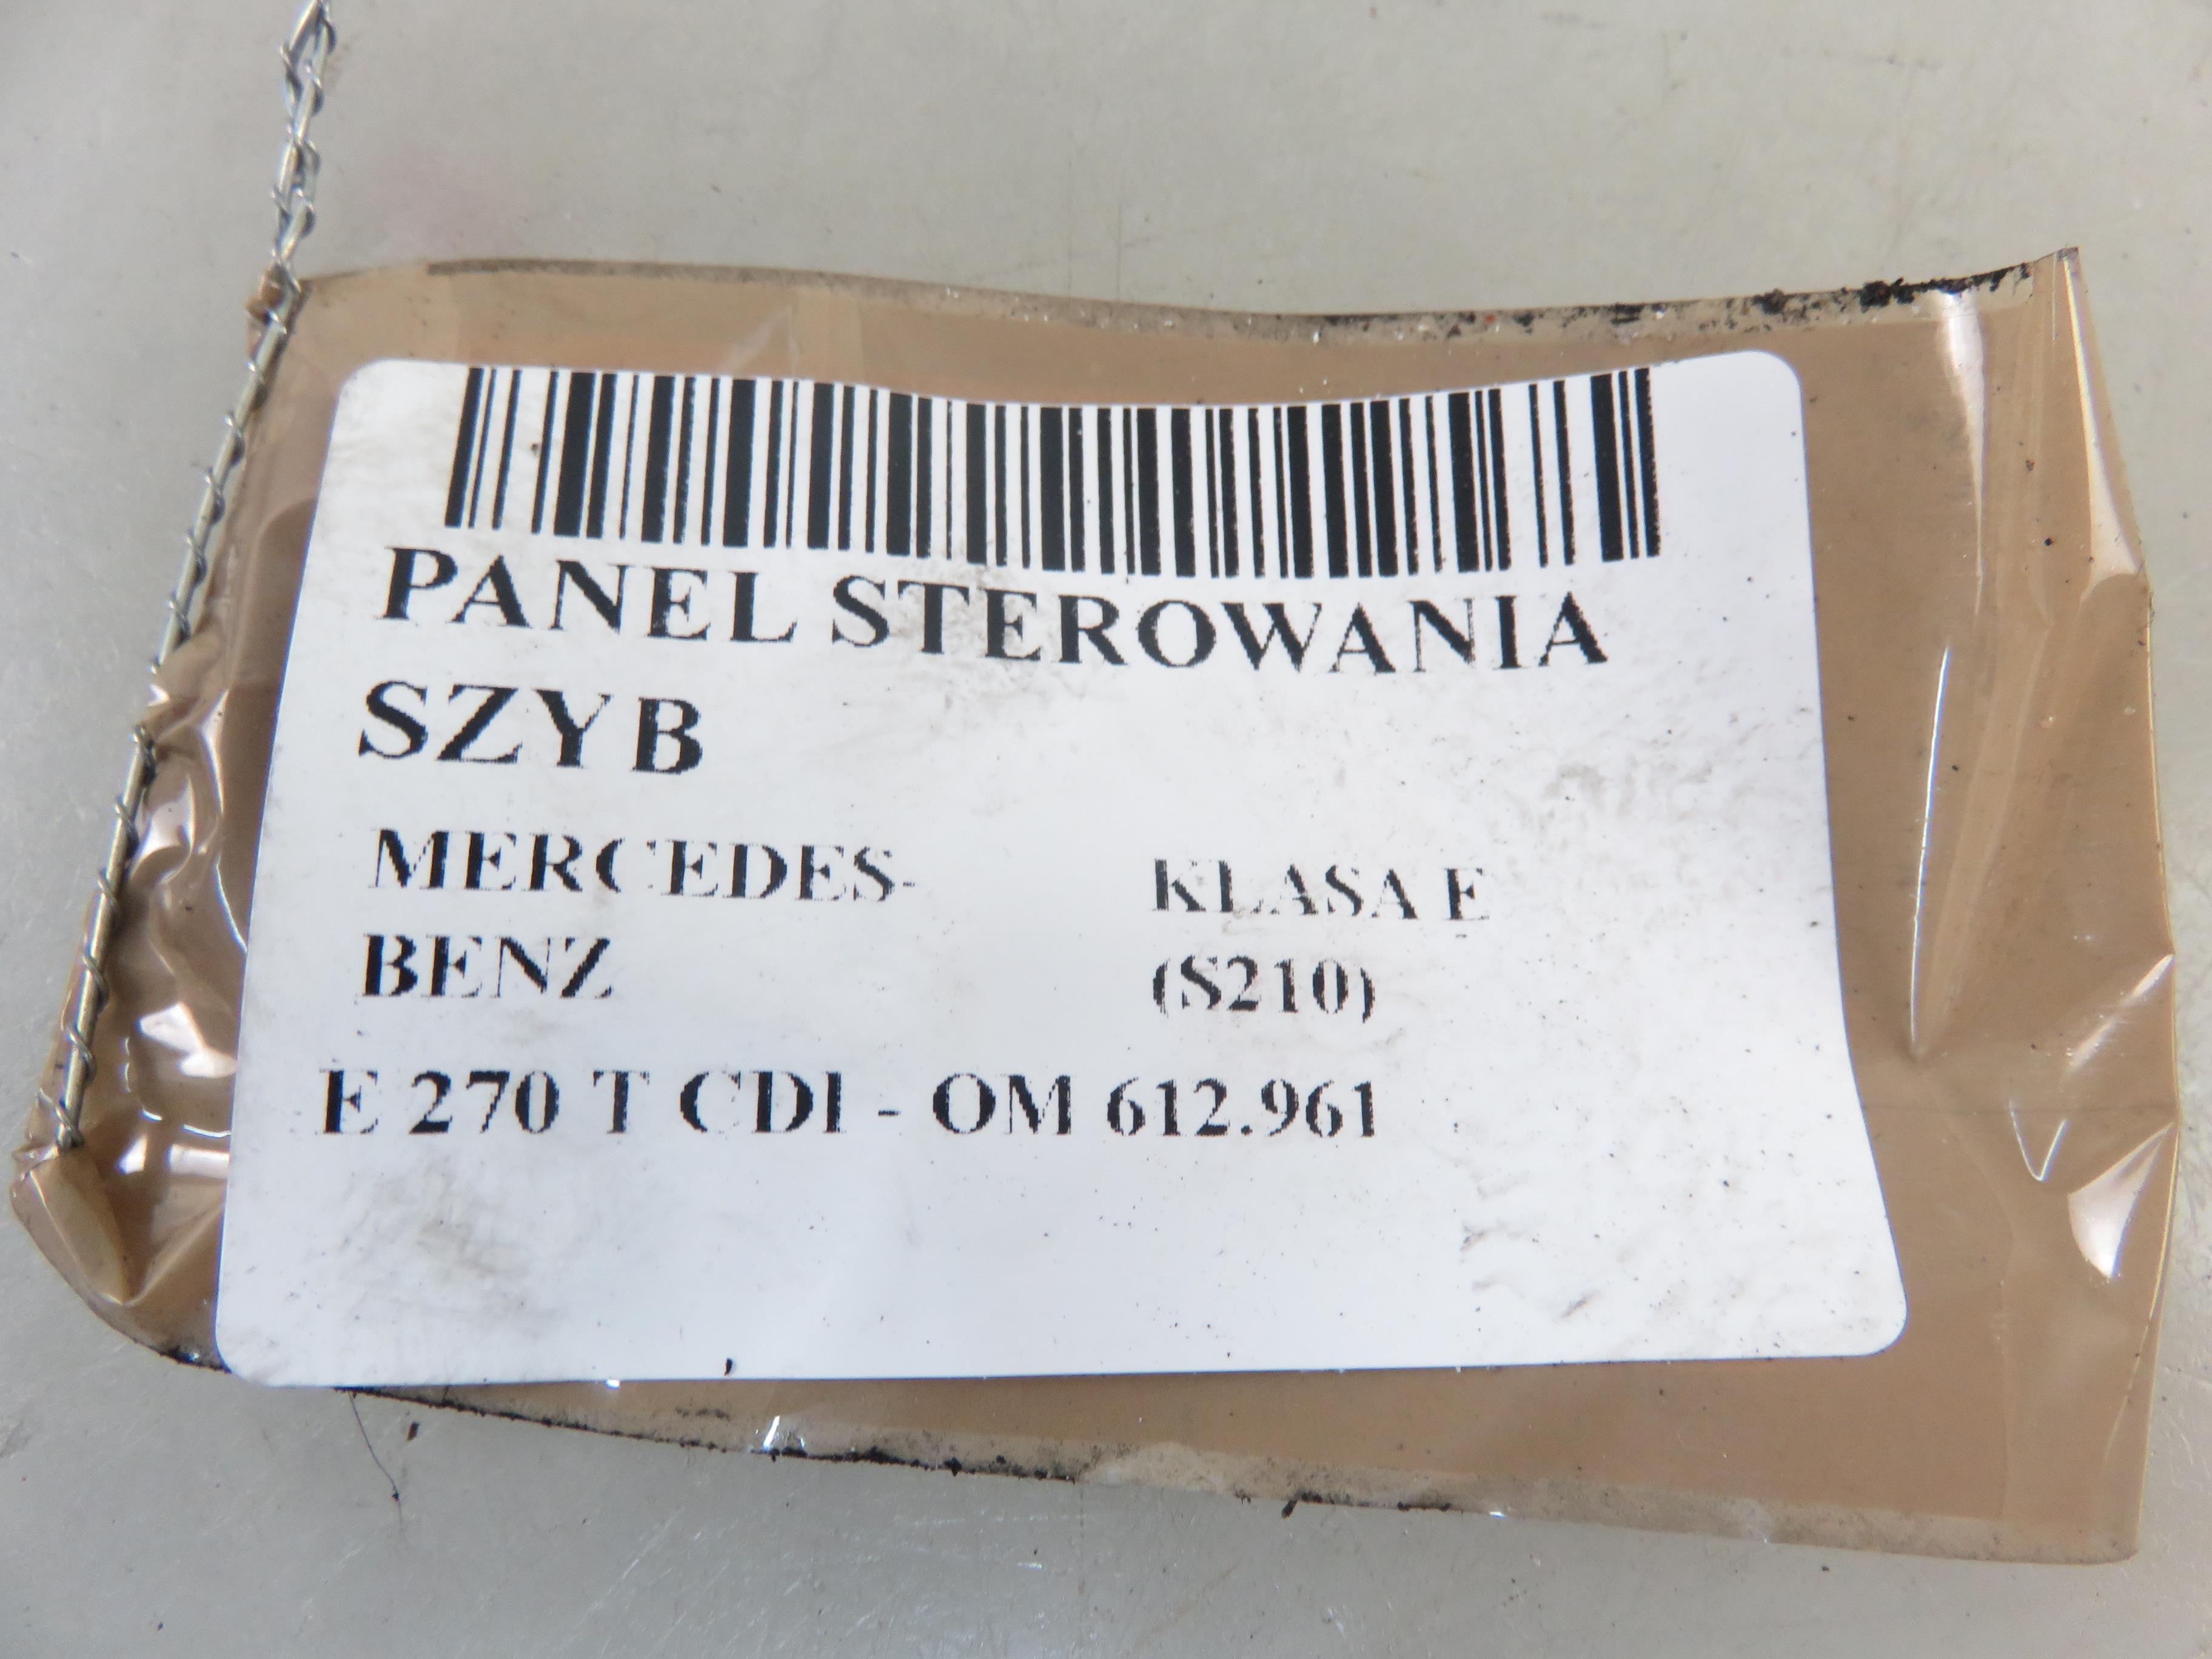 PANEL STEROWANIA
SZYB
MERCEDES- KLASA E
BENZ (S210)
E 270 T CDI - OM 612.961